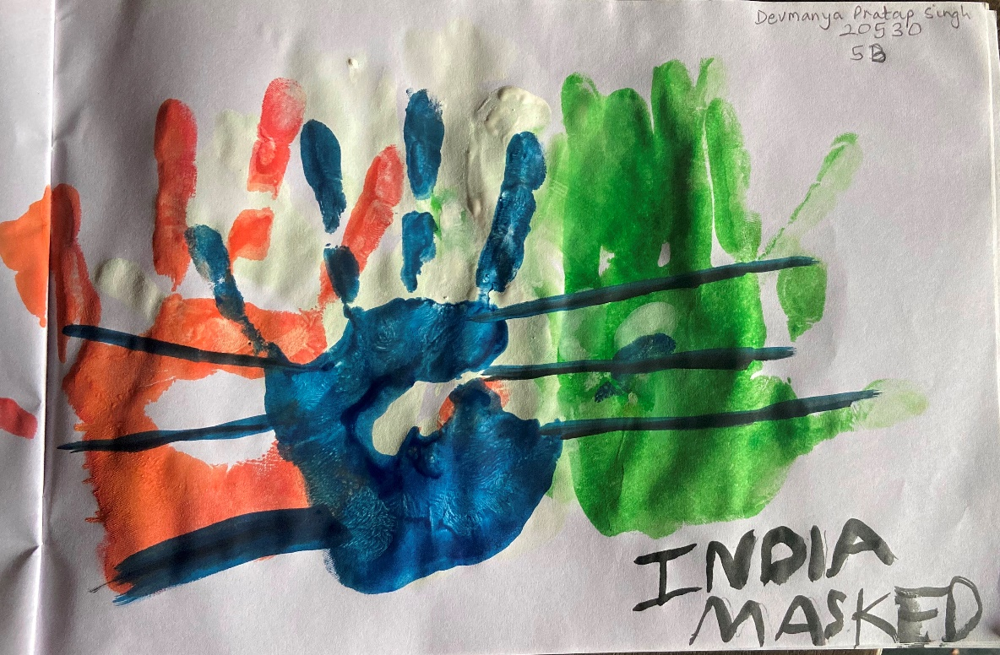 Devmanya Pratap Singh
20530
5B
INDIA
MASKED